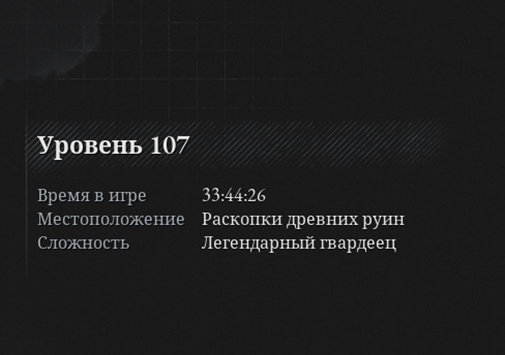 Уровень 107
Время в игре 33:44:26
Местоположение Раскопки древних руин
Сложность Легендарный гвардеец